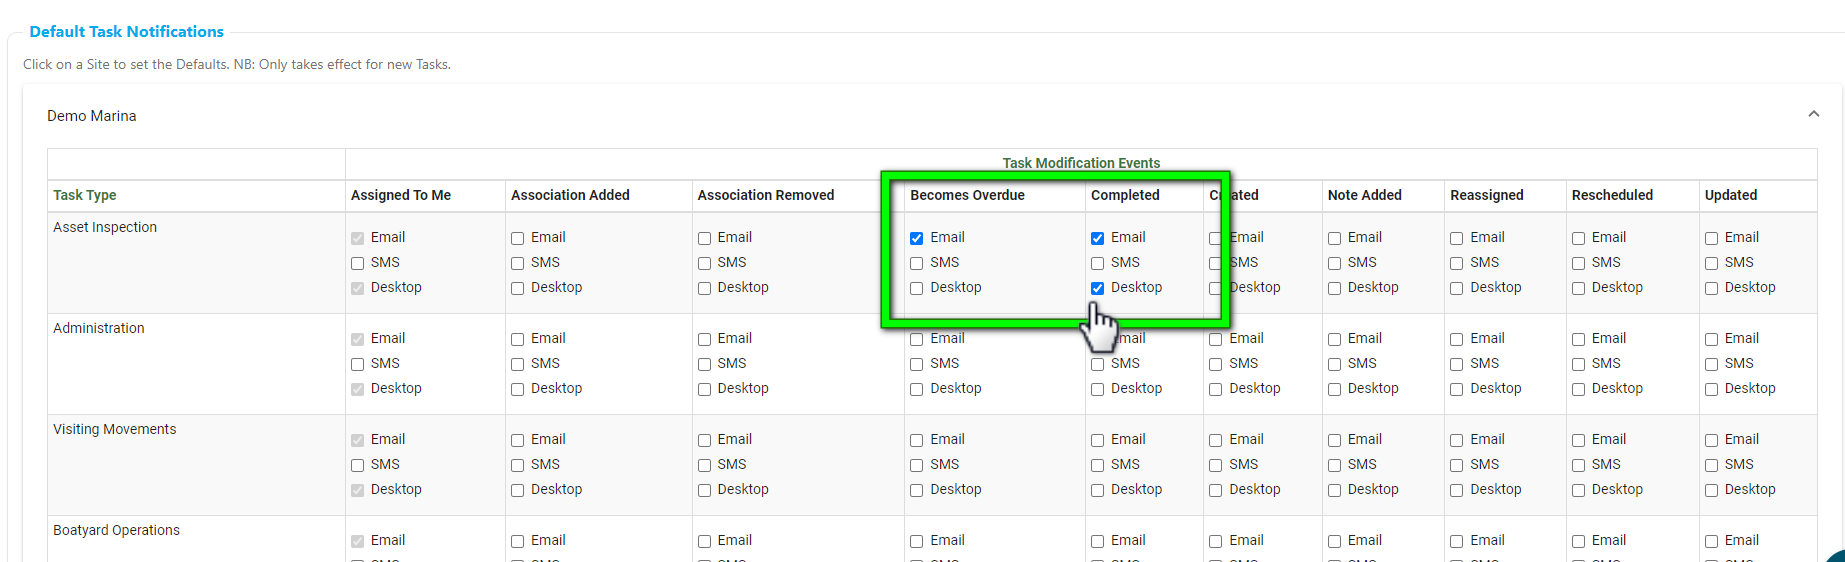 Default Task Notifications
Click on a Site to set the Defaults. NB: Only takes effect for new Tasks.
Demo Marina
Task Modification Events
Task Type Assigned To Me Association Added Association Removed Becomes Overdue Completed Created Note Added Reassigned Rescheduled Updated
Asset Inspection
Email Email Email Email Email Email Email Email Email Email
SMS SMS SMS SMS SMS SMS SMS SMS SMS SMS
Desktop Desktop Desktop Desktop Desktop Desktop Desktop Desktop Desktop Desktop
Administration
Email Email Email Email Email Email Email Email Email Email
SMS SMS SMS SMS SMS SMS SMS SMS SMS SMS
Desktop Desktop Desktop Desktop Desktop Desktop Desktop Desktop Desktop Desktop
Visiting Movements
Email Email Email Email Email Email Email Email Email Email
SMS SMS SMS SMS SMS SMS SMS SMS SMS SMS
Desktop Desktop Desktop Desktop Desktop Desktop Desktop Desktop Desktop Desktop
Boatyard Operations
Email Email Email Email Email Email Email Email Email Email